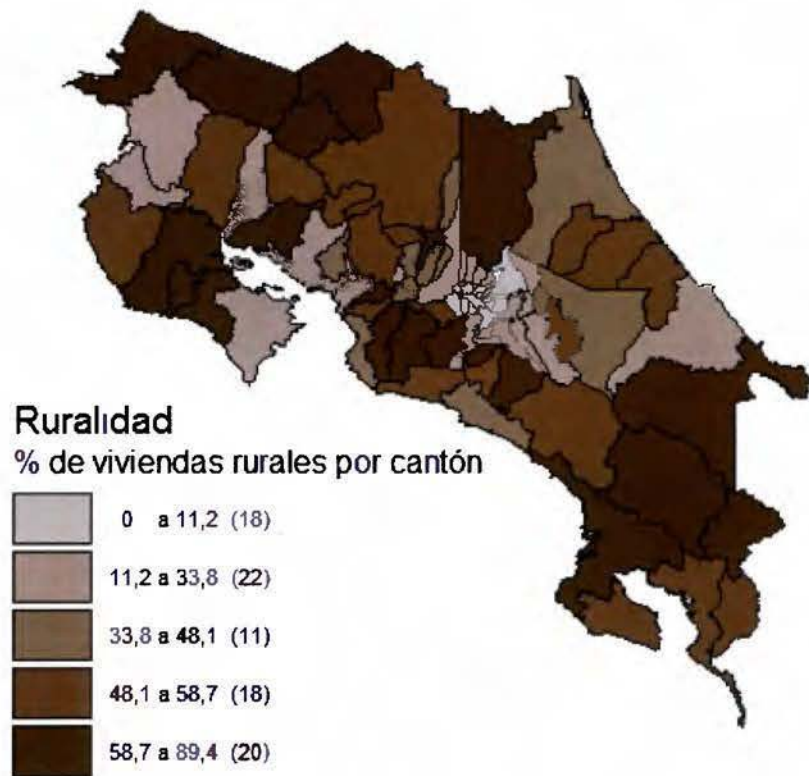 Ruralidad
% de viviendas rurales por cantón
0 a 11,2 (18)
11,2 a 33,8 (22)
33,8 a 48,1 (11)
48,1 a 58,7 (18)
58,7 a 89,4 (20)